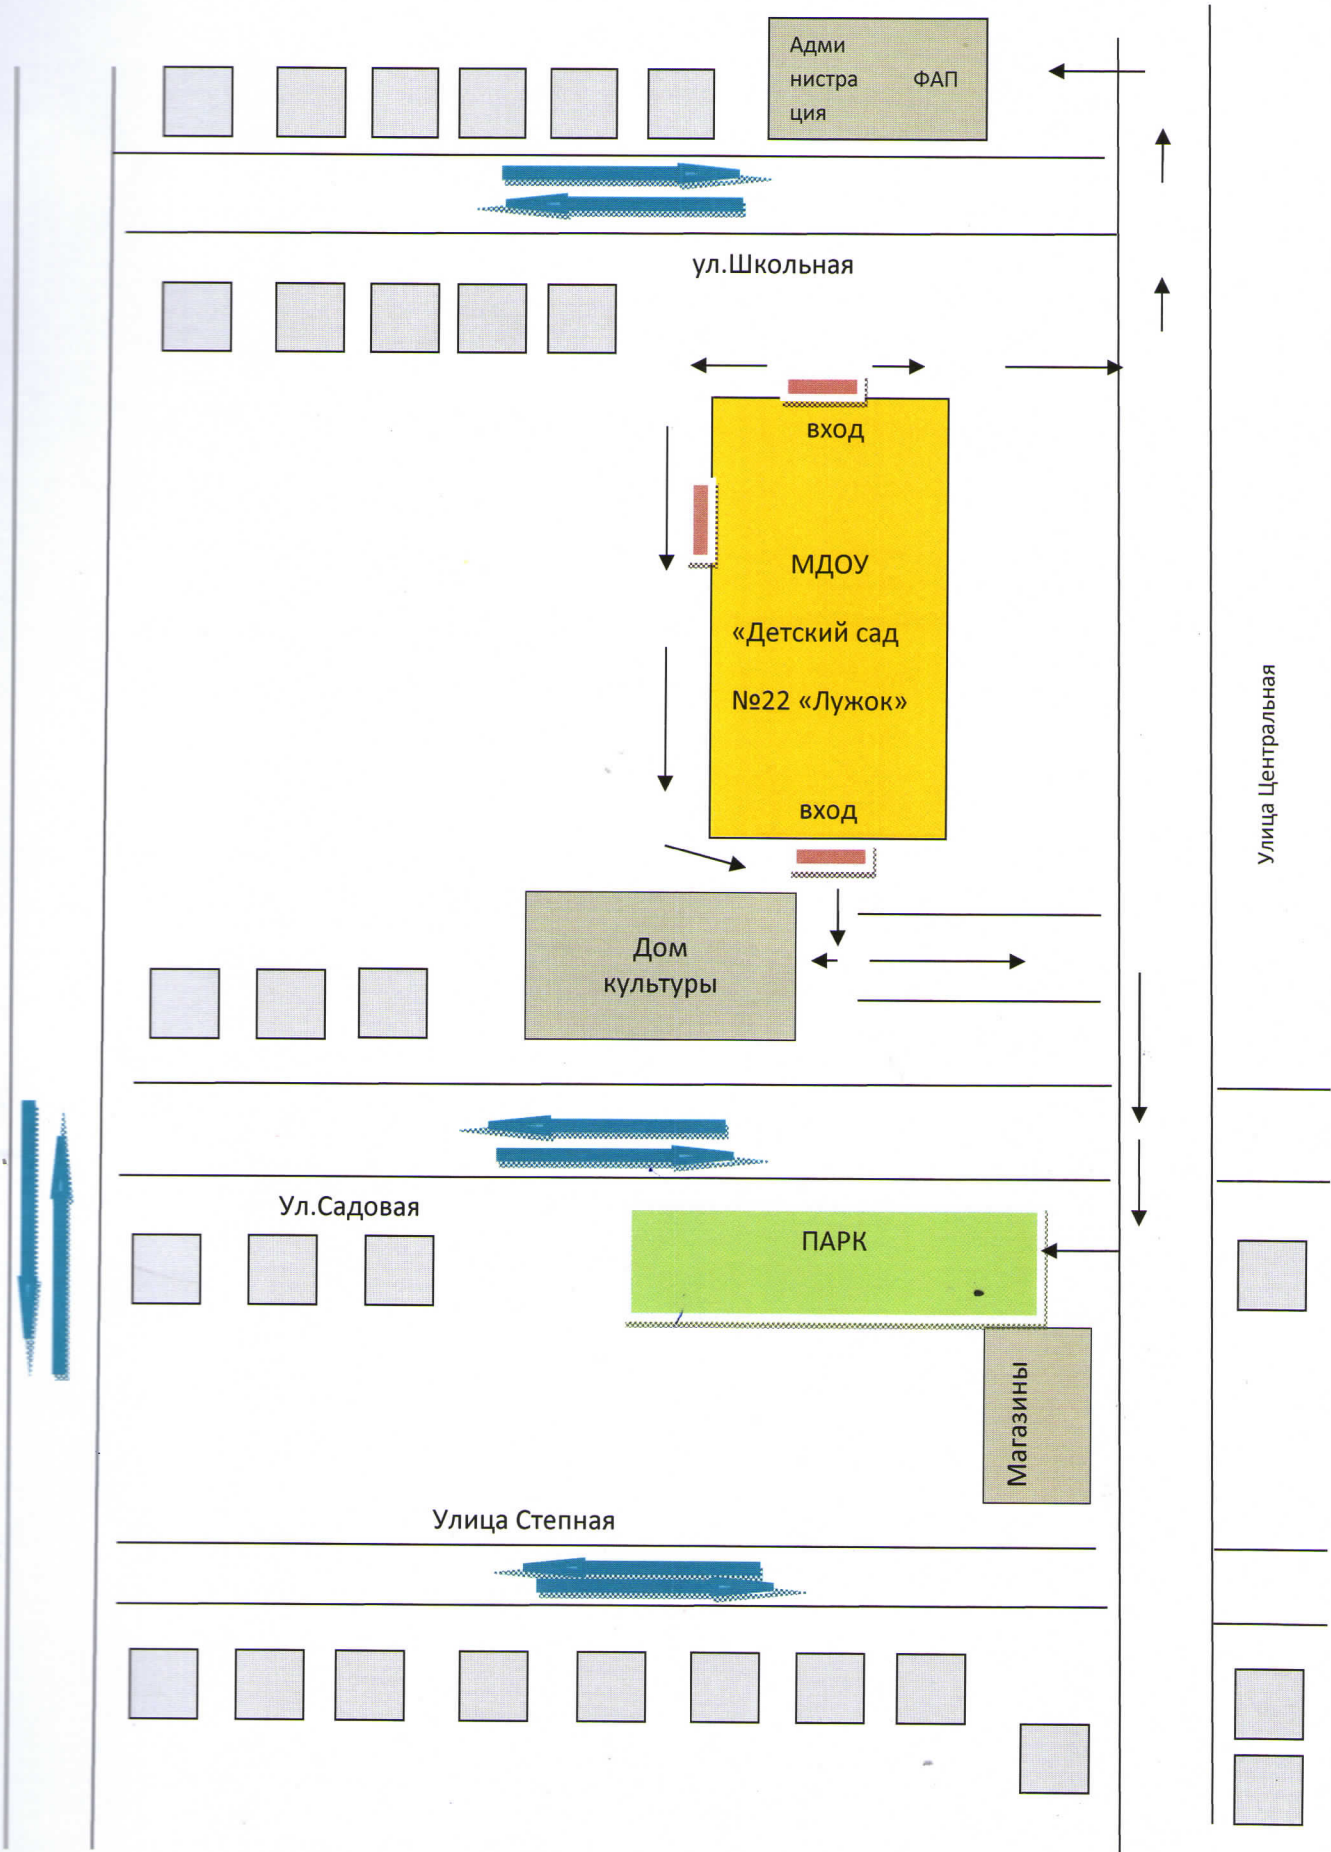 Адми
нистра ФАП
ция
ул.Школьная
вход
МДОУ
«Детский сад
№22 «Лужок»
вход
Улица Центральная
Дом
культуры
Ул.Садовая
ПАРК
Магазины
Улица Степная